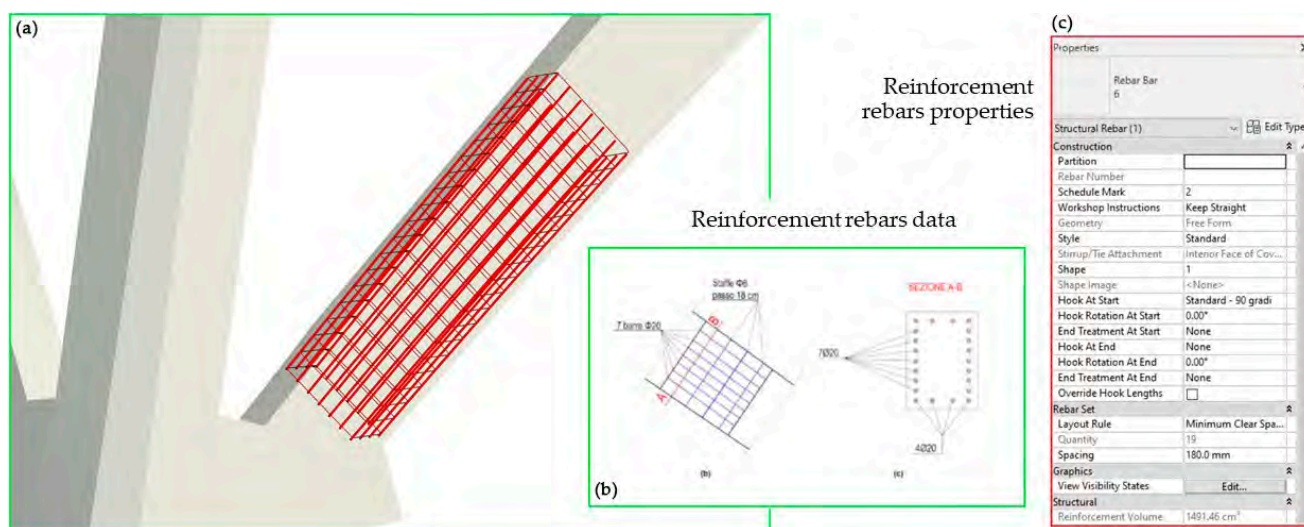 (a)
Reinforcement
rebars properties
Reinforcement rebars data
Staffe Φ6
passo 18 cm
7 barre Φ20
B
A
(b)
SEZIONE A-B
7Ø20
4Ø20
(c)
(b)
(c)
Properties
Rebar Bar
6
Structural Rebar (1) Edit Type
Construction
Partition
Rebar Number
Schedule Mark 2
Workshop Instructions Keep Straight
Geometry Free Form
Style Standard
Stirrup/Tie Attachment Interior Face of Cov...
Shape 1
Shape Image <None>
Hook At Start Standard - 90 gradi
Hook Rotation At Start 0.00°
End Treatment At Start None
Hook At End None
Hook Rotation At End 0.00°
End Treatment At End None
Override Hook Lengths
Rebar Set
Layout Rule Minimum Clear Spa...
Quantity 19
Spacing 180.0 mm
Graphics
View Visibility States Edit...
Structural
Reinforcement Volume 1491.46 cm³